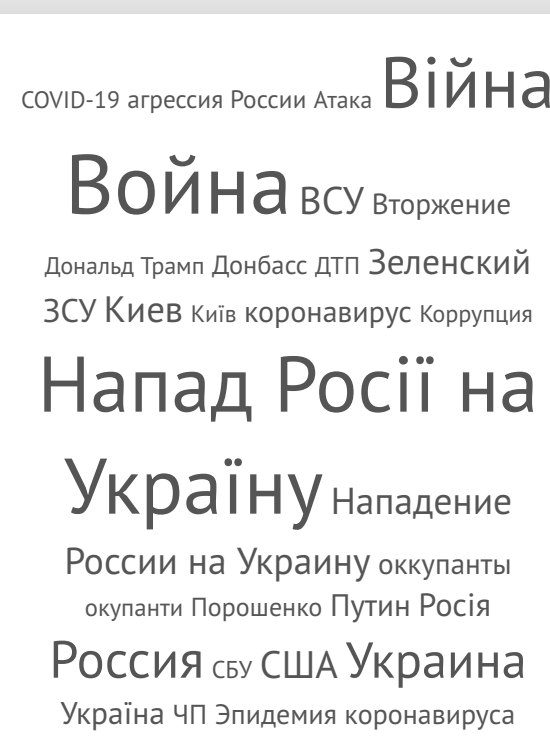 COVID-19 агрессия России Атака Війна
Война ВСУ Вторжение
Дональд Трамп Донбасс ДТП Зеленский
ЗСУ Киев Київ коронавирус Коррупция
Напад Росії на
Україну Нападение
России на Украину оккупанты
окупанти Порошенко Путин Росія
Россия СБУ США Украина
Україна ЧП Эпидемия коронавируса